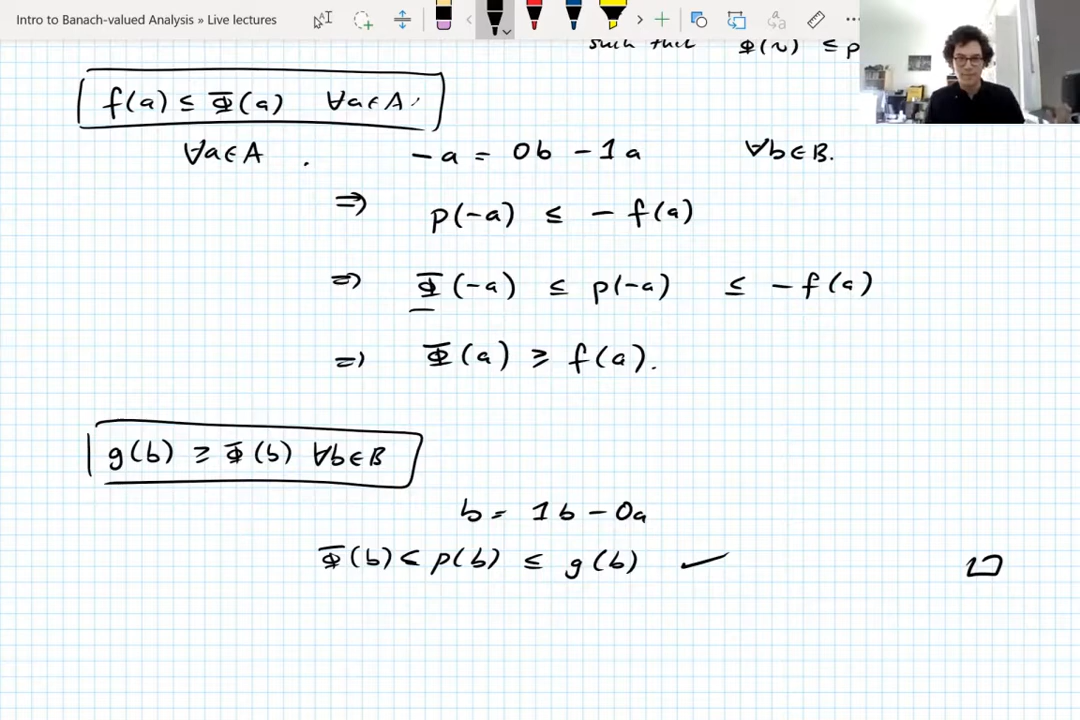 Intro to Banach-valued Analysis » Live lectures
such that Φ(v) ≤ p
f(a) ≤ Φ(a) ∀a∈A.
∀a∈A . -a = 0b - 1a ∀b∈B.
⇒ p(-a) ≤ - f(a)
⇒ Φ(-a) ≤ p(-a) ≤ - f(a)
⇒ Φ(a) ≥ f(a).
g(b) ≥ Φ(b) ∀b∈B
b = 1b - 0a
Φ(b) ≤ p(b) ≤ g(b) ✓ □